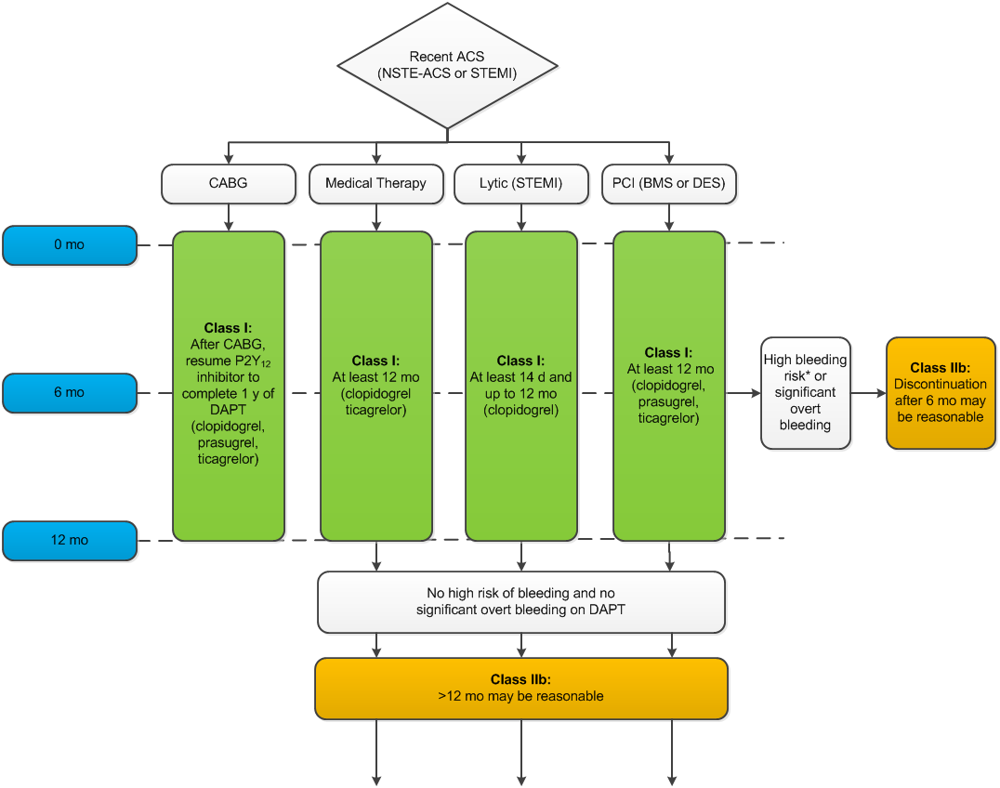 Recent ACS
(NSTE-ACS or STEMI)
CABG
Medical Therapy
Lytic (STEMI)
PCI (BMS or DES)
0 mo
6 mo
12 mo
Class I:
After CABG,
resume P2Y12
inhibitor to
complete 1 y of
DAPT
(clopidogrel,
prasugrel,
ticagrelor)
Class I:
At least 12 mo
(clopidogrel
ticagrelor)
Class I:
At least 14 d and
up to 12 mo
(clopidogrel)
Class I:
At least 12 mo
(clopidogrel,
prasugrel,
ticagrelor)
High bleeding
risk* or
significant
overt
bleeding
Class IIb:
Discontinuation
after 6 mo may
be reasonable
No high risk of bleeding and no
significant overt bleeding on DAPT
Class IIb:
>12 mo may be reasonable